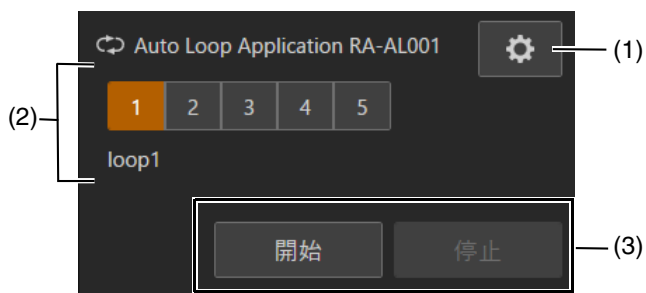 Auto Loop Application RA-AL001
(1)
(2)
1 2 3 4 5
loop1
開始 停止
(3)